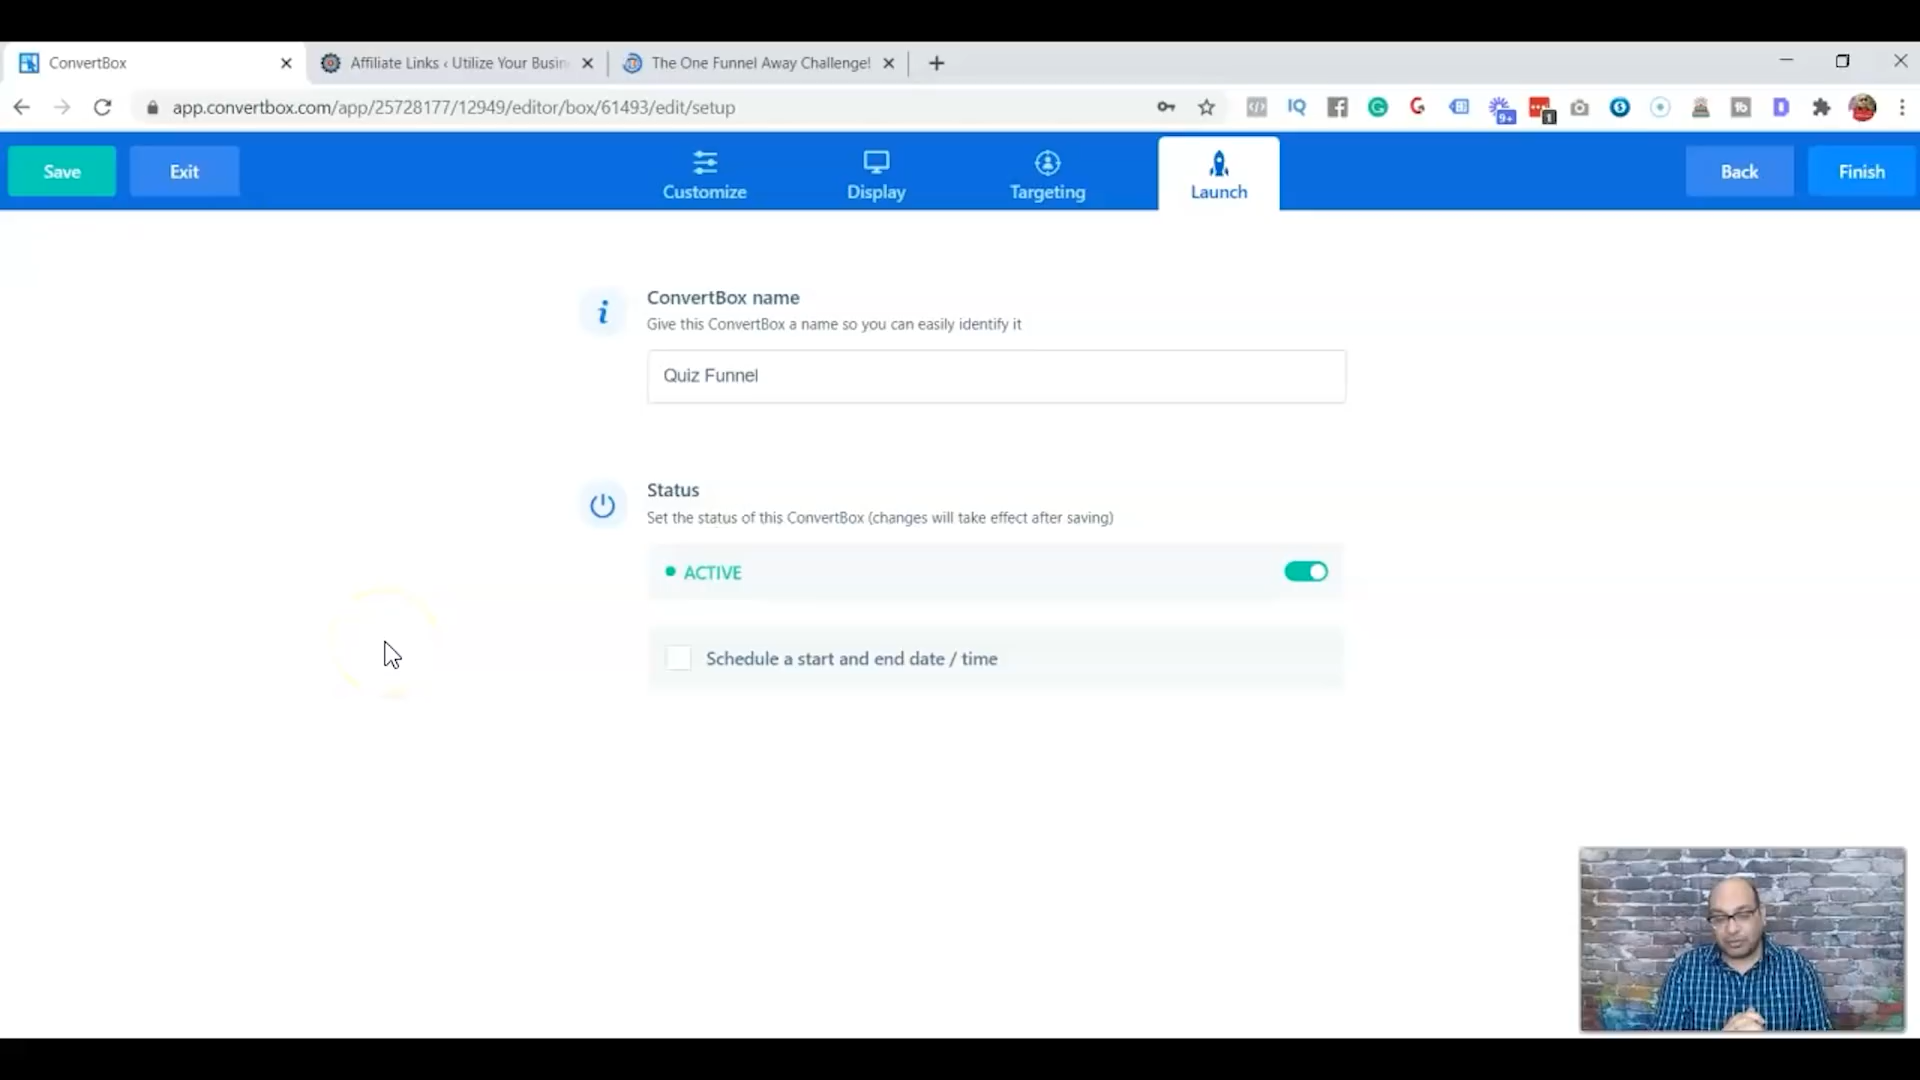 ConvertBox
Affiliate Links ‹ Utilize Your Busin
The One Funnel Away Challenge!
app.convertbox.com/app/25728177/12949/editor/box/61493/edit/setup
IQ
9+
1
Save
Exit
Customize
Display
Targeting
Launch
Back
Finish
ConvertBox name
Give this ConvertBox a name so you can easily identify it
Quiz Funnel
Status
Set the status of this ConvertBox (changes will take effect after saving)
ACTIVE
Schedule a start and end date / time